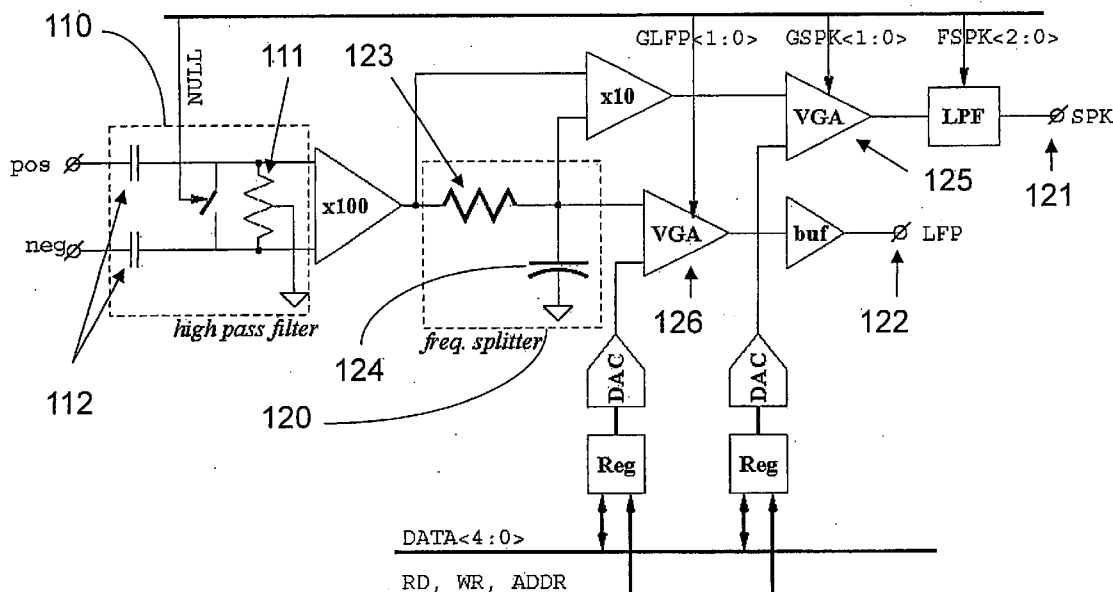 110
111
123
GLFP<1:0>
GSPK<1:0>
FSPK<2:0>
NULL
x10
VGA
LPF
SPK
pos
125
121
x100
neg
VGA
buf
LFP
high pass filter
freq. splitter
126
122
124
112
120
DAC
DAC
Reg
Reg
DATA<4:0>
RD, WR, ADDR